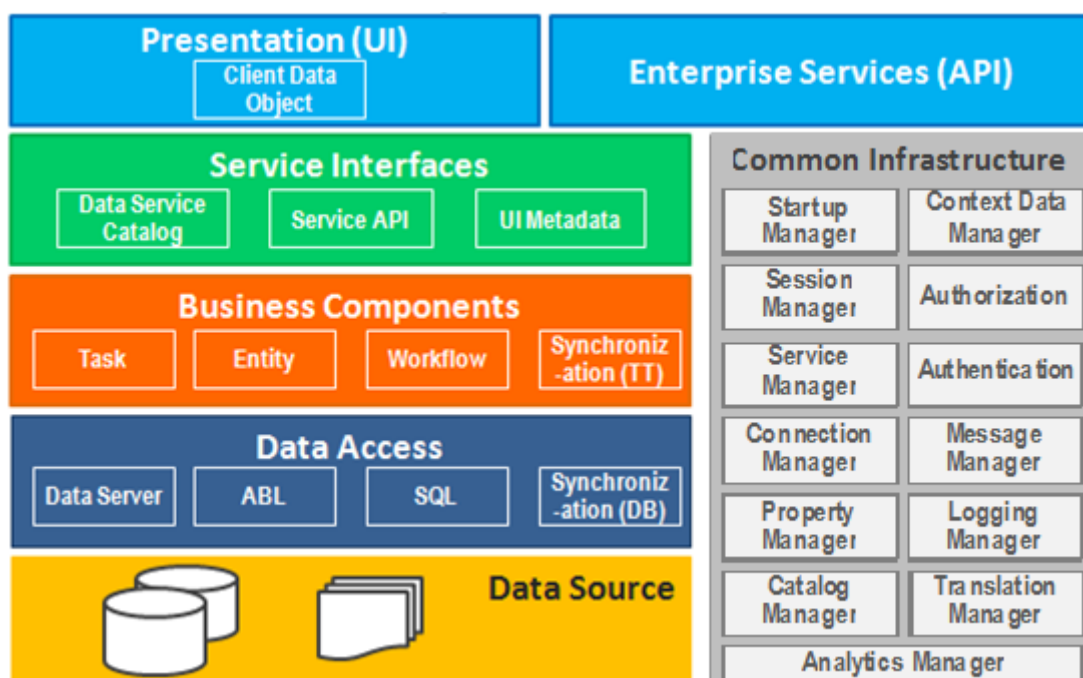 Presentation (UI)
Client Data
Object
Enterprise Services (API)
Service Interfaces
Data Service
Catalog
Service API
UI Metadata
Business Components
Task
Entity
Workflow
Synchroniz
-ation (TT)
Data Access
Data Server
ABL
SQL
Synchroniz
-ation (DB)
Data Source
Common Infrastructure
Startup
Manager
Context Data
Manager
Session
Manager
Authorization
Service
Manager
Authentication
Connection
Manager
Message
Manager
Property
Manager
Logging
Manager
Catalog
Manager
Translation
Manager
Analytics Manager